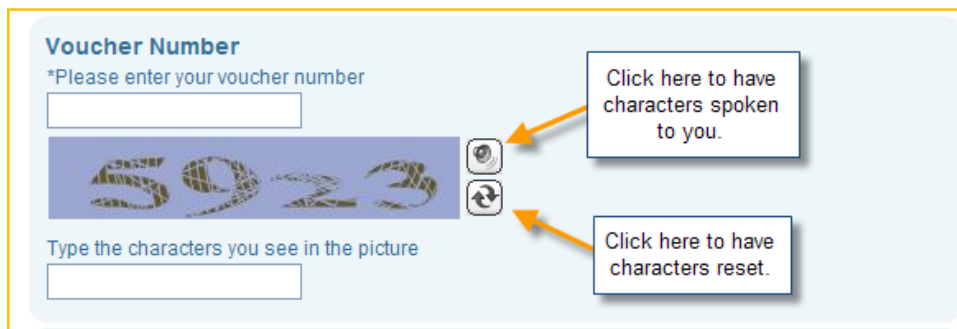 Voucher Number
*Please enter your voucher number
Click here to have
characters spoken
to you.
5923
Type the characters you see in the picture
Click here to have
characters reset.